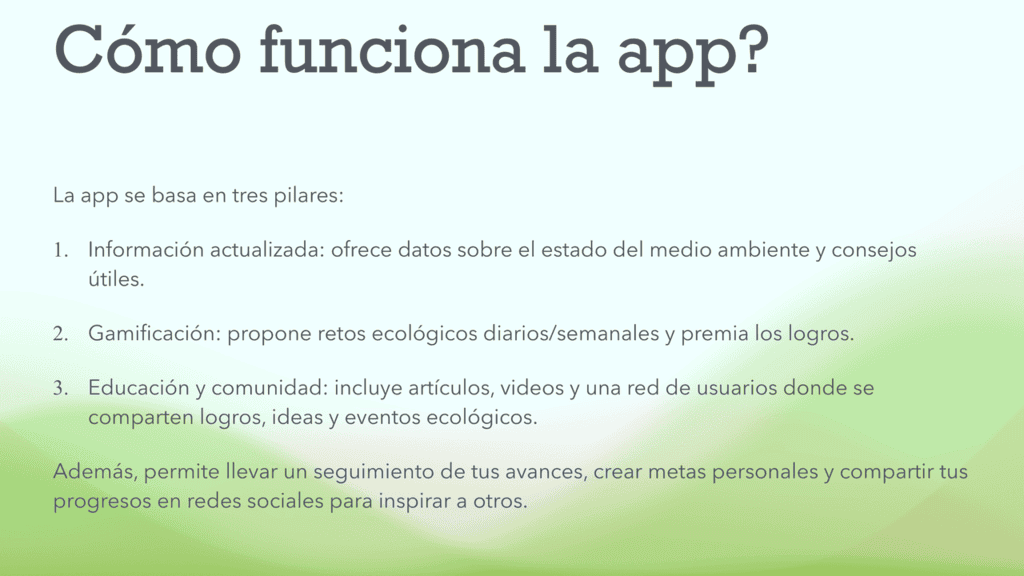 Cómo funciona la app?
La app se basa en tres pilares:
1. Información actualizada: ofrece datos sobre el estado del medio ambiente y consejos
útiles.
2. Gamificación: propone retos ecológicos diarios/semanales y premia los logros.
3. Educación y comunidad: incluye artículos, videos y una red de usuarios donde se
comparten logros, ideas y eventos ecológicos.
Además, permite llevar un seguimiento de tus avances, crear metas personales y compartir tus
progresos en redes sociales para inspirar a otros.